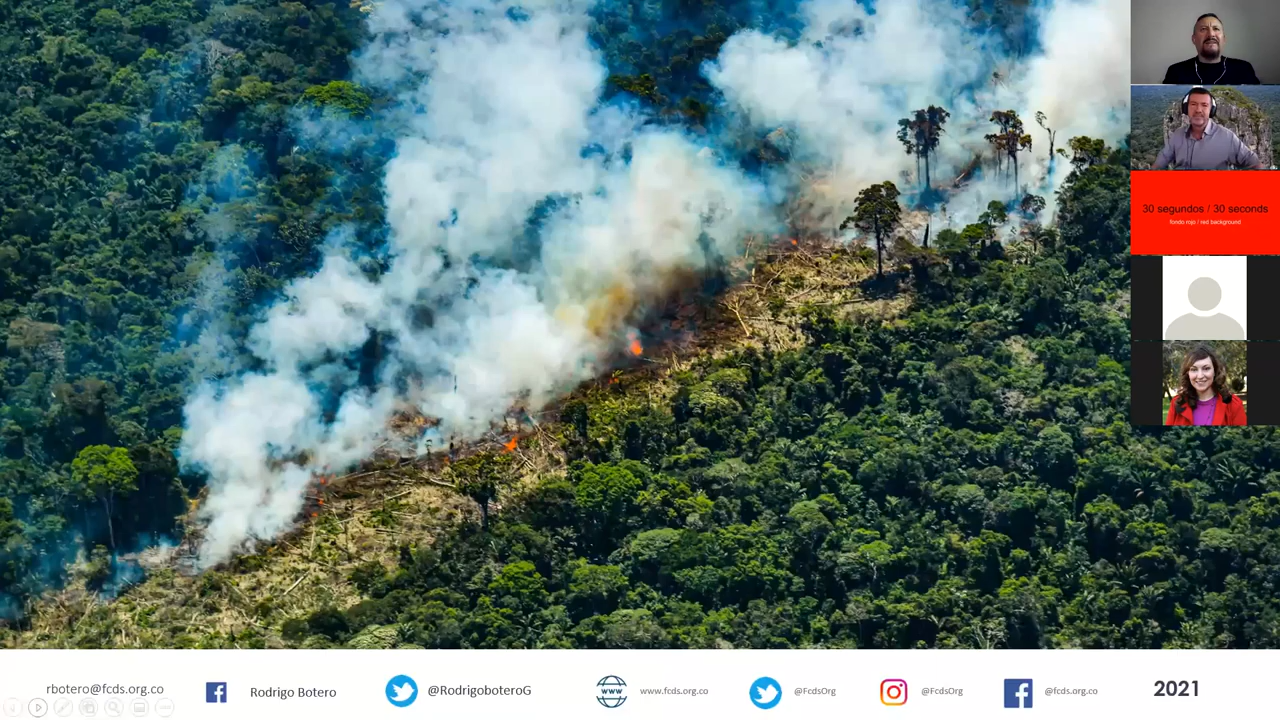 30 segundos / 30 seconds
fondo rojo / red background
rbotero@fcds.org.co
Rodrigo Botero
@RodrigoboteroG
www
www.fcds.org.co
@FcdsOrg
@FcdsOrg
@fcds.org.co
2021